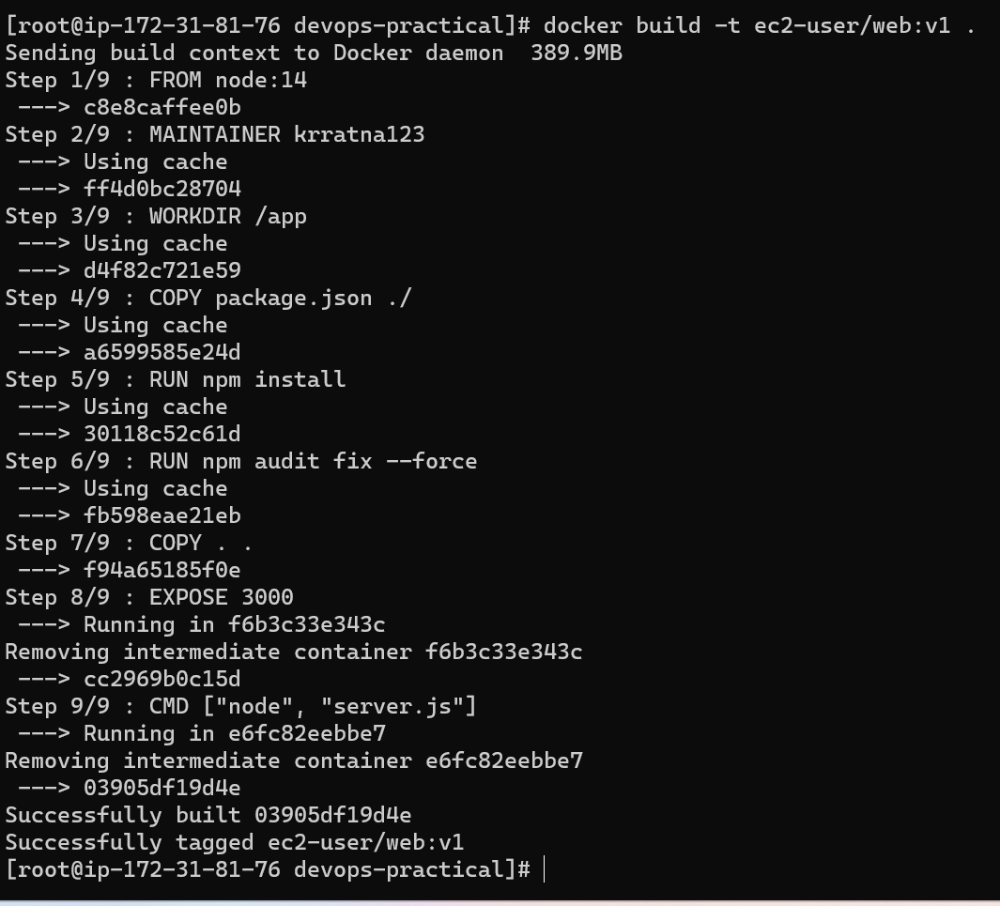 [root@ip-172-31-81-76 devops-practical]# docker build -t ec2-user/web:v1 .
Sending build context to Docker daemon  389.9MB
Step 1/9 : FROM node:14
 ---> c8e8caffee0b
Step 2/9 : MAINTAINER krratna123
 ---> Using cache
 ---> ff4d0bc28704
Step 3/9 : WORKDIR /app
 ---> Using cache
 ---> d4f82c721e59
Step 4/9 : COPY package.json ./
 ---> Using cache
 ---> a6599585e24d
Step 5/9 : RUN npm install
 ---> Using cache
 ---> 30118c52c61d
Step 6/9 : RUN npm audit fix --force
 ---> Using cache
 ---> fb598eae21eb
Step 7/9 : COPY . .
 ---> f94a65185f0e
Step 8/9 : EXPOSE 3000
 ---> Running in f6b3c33e343c
Removing intermediate container f6b3c33e343c
 ---> cc2969b0c15d
Step 9/9 : CMD ["node", "server.js"]
 ---> Running in e6fc82eebbe7
Removing intermediate container e6fc82eebbe7
 ---> 03905df19d4e
Successfully built 03905df19d4e
Successfully tagged ec2-user/web:v1
[root@ip-172-31-81-76 devops-practical]#